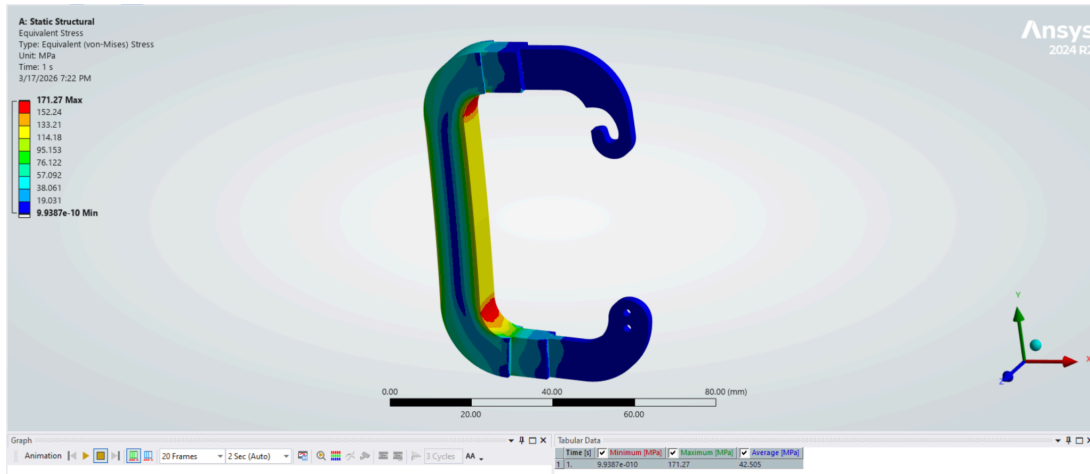 A: Static Structural
Equivalent Stress
Type: Equivalent (von-Mises) Stress
Unit: MPa
Time: 1 s
3/17/2026 7:22 PM
171.27 Max
152.24
133.21
114.18
95.153
76.122
57.092
38.061
19.031
9.9387e-10 Min
Ansys
2024 R2
Y
X
Z
0.00 40.00 80.00 (mm)
20.00 60.00
Graph
Animation 20 Frames 2 Sec (Auto) 3 Cycles AA
Tabular Data
Time [s] Minimum [MPa] Maximum [MPa] Average [MPa]
1 1. 9.9387e-010 171.27 42.505